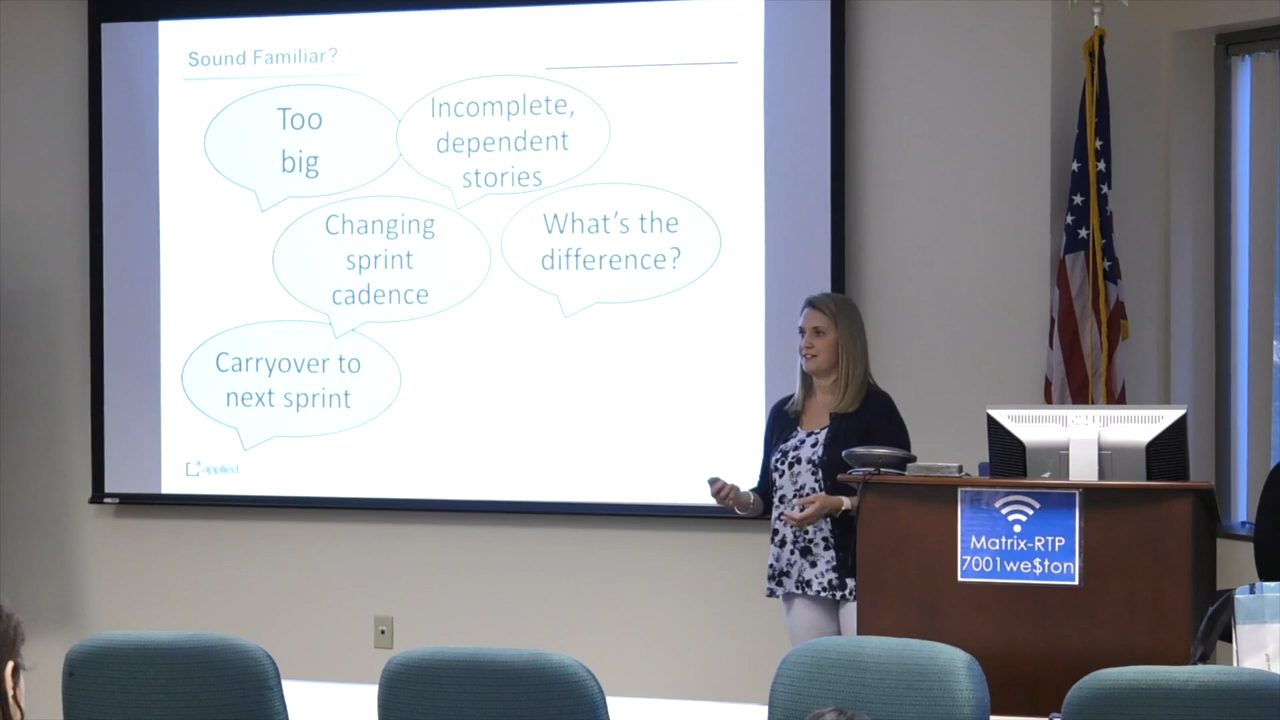 Sound Familiar?
Too
big
Incomplete,
dependent
stories
Changing
sprint
cadence
What's the
difference?
Carryover to
next sprint
applied
Matrix-RTP
7001we$ton